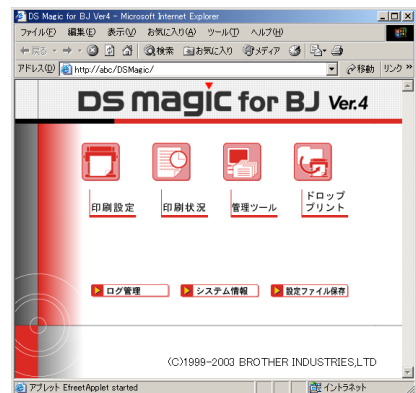 DS Magic for BJ Ver4 - Microsoft Internet Explorer
ファイル(F) 編集(E) 表示(V) お気に入り(A) ツール(T) ヘルプ(H)
戻る 検索 お気に入り メディア
アドレス(D) http://abc/DSMagic/ 移動 リンク »
DS magic for BJ Ver.4
印刷設定 印刷状況 管理ツール ドロップ
プリント
ログ管理 システム情報 設定ファイル保存
(C)1999-2003 BROTHER INDUSTRIES,LTD
アプレット EfreetApplet started イントラネット